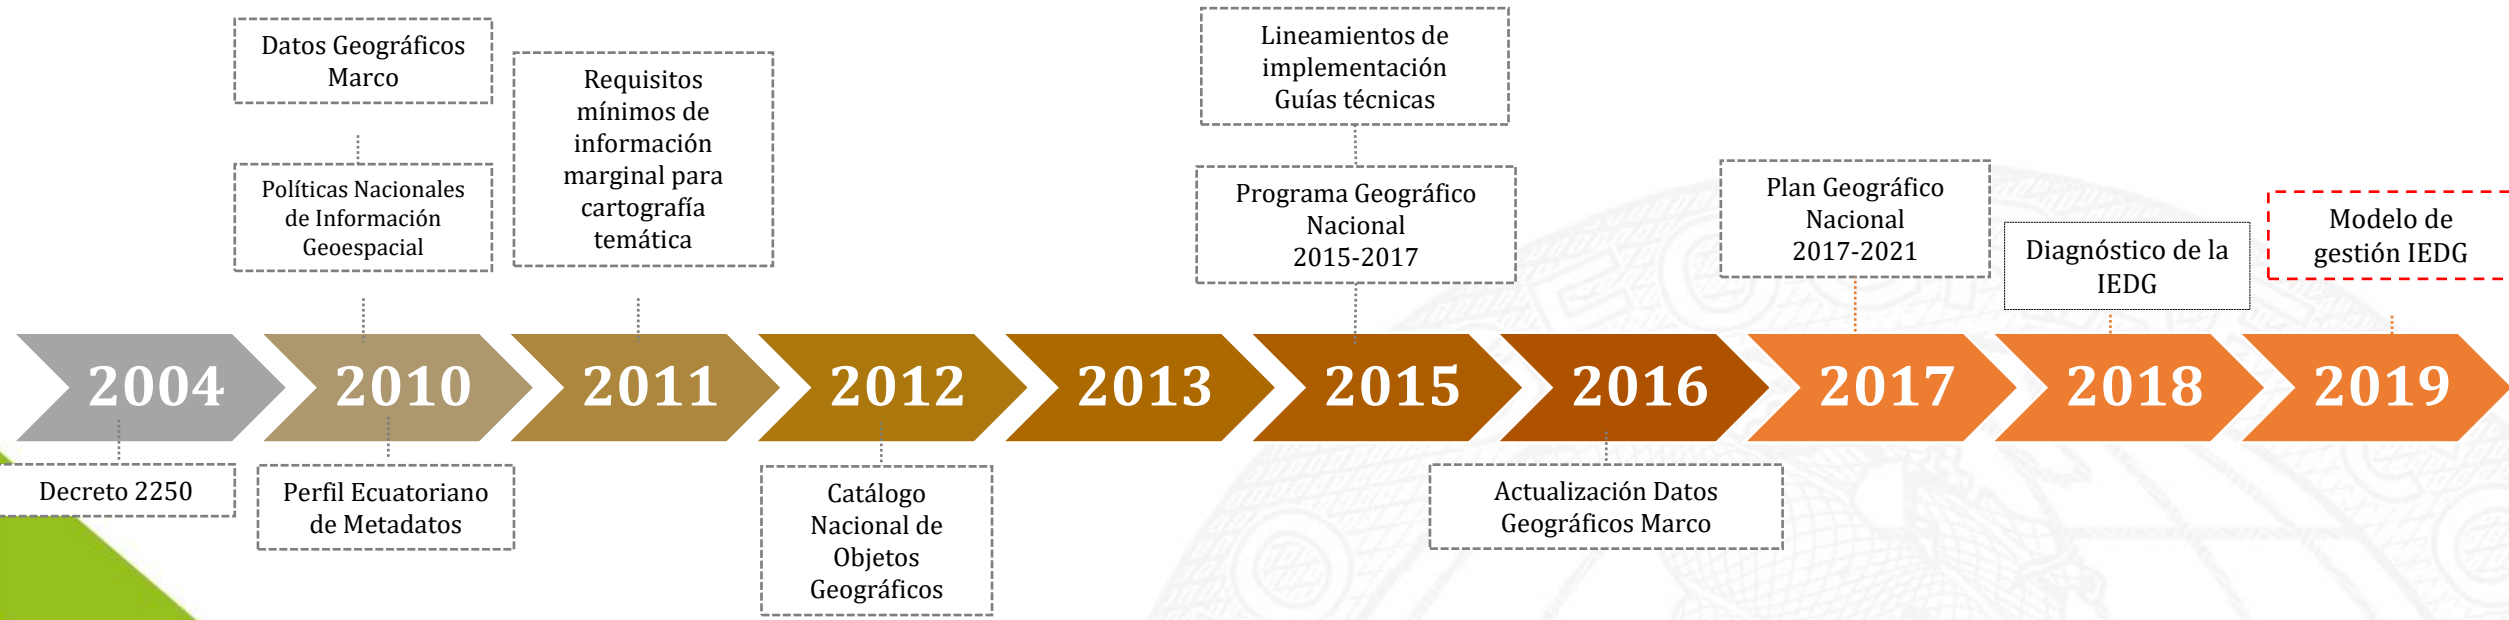 Datos Geográficos
Marco
Políticas Nacionales
de Información
Geoespacial
Requisitos
mínimos de
información
marginal para
cartografía
temática
Lineamientos de
implementación
Guías técnicas
Programa Geográfico
Nacional
2015-2017
Plan Geográfico
Nacional
2017-2021
Diagnóstico de la
IEDG
Modelo de
gestión IEDG
2004
2010
2011
2012
2013
2015
2016
2017
2018
2019
Decreto 2250
Perfil Ecuatoriano
de Metadatos
Catálogo
Nacional de
Objetos
Geográficos
Actualización Datos
Geográficos Marco